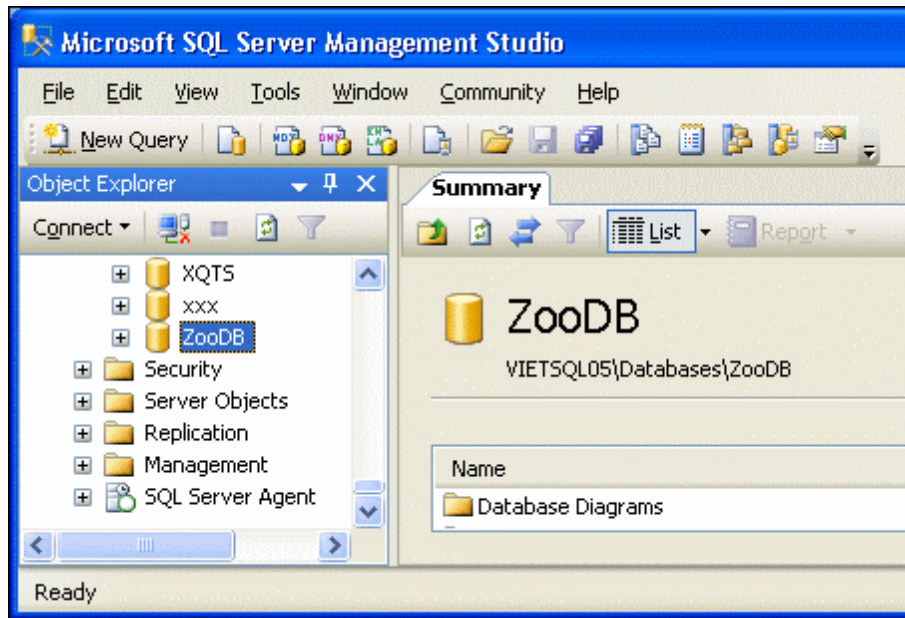 Microsoft SQL Server Management Studio
File Edit View Tools Window Community Help
New Query
Object Explorer
Summary
Connect
List
Report
XQTS
xxx
ZooDB
Security
Server Objects
Replication
Management
SQL Server Agent
ZooDB
VIETSQL05\Databases\ZooDB
Name
Database Diagrams
Ready